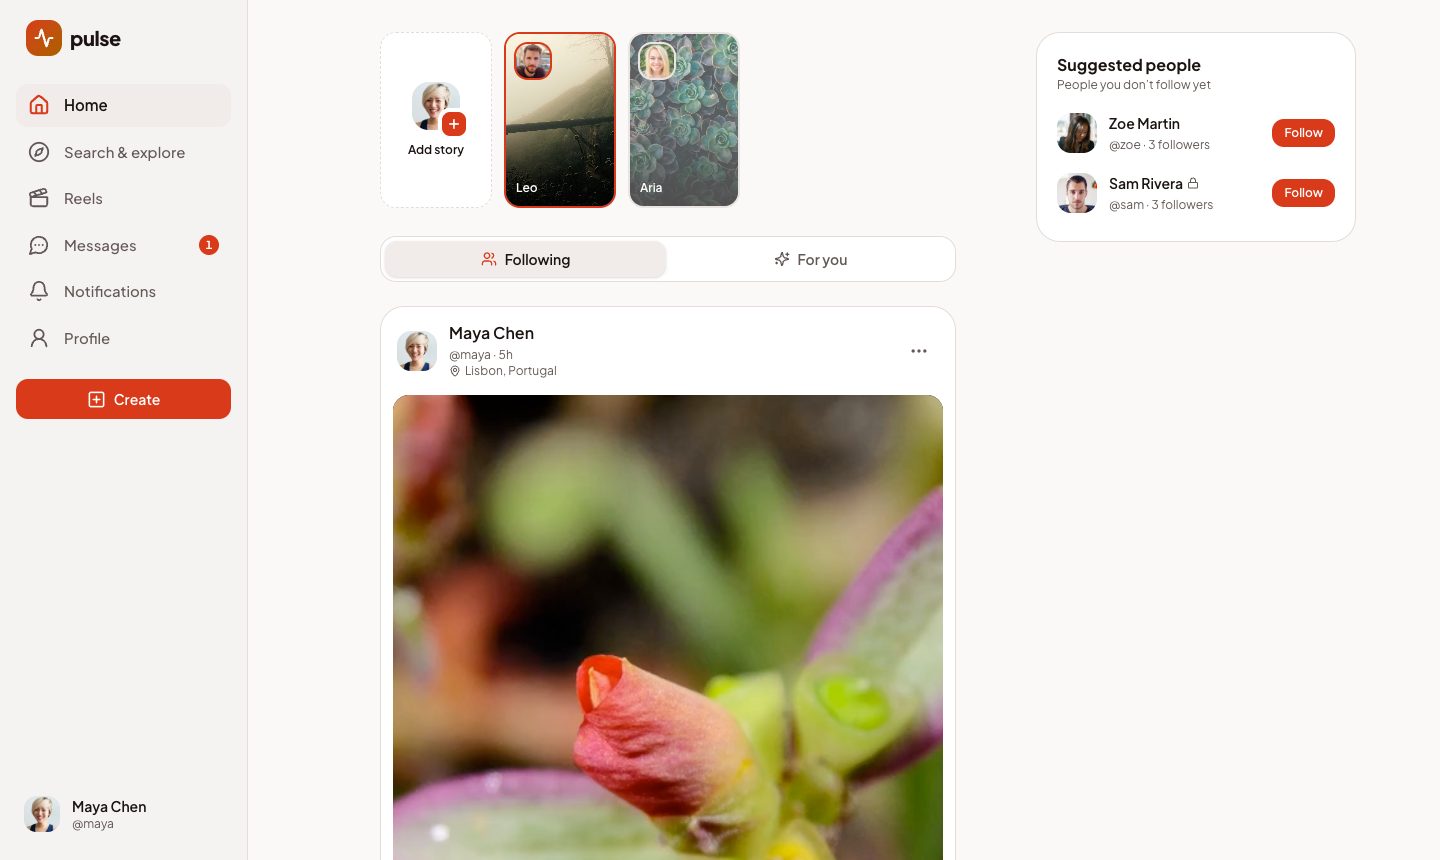 pulse
Home
Search & explore
Reels
Messages
1
Notifications
Profile
Create
Maya Chen
@maya
Add story
Leo
Aria
Following
For you
Maya Chen
@maya · 5h
Lisbon, Portugal
Suggested people
People you don't follow yet
Zoe Martin
@zoe · 3 followers
Follow
Sam Rivera
@sam · 3 followers
Follow